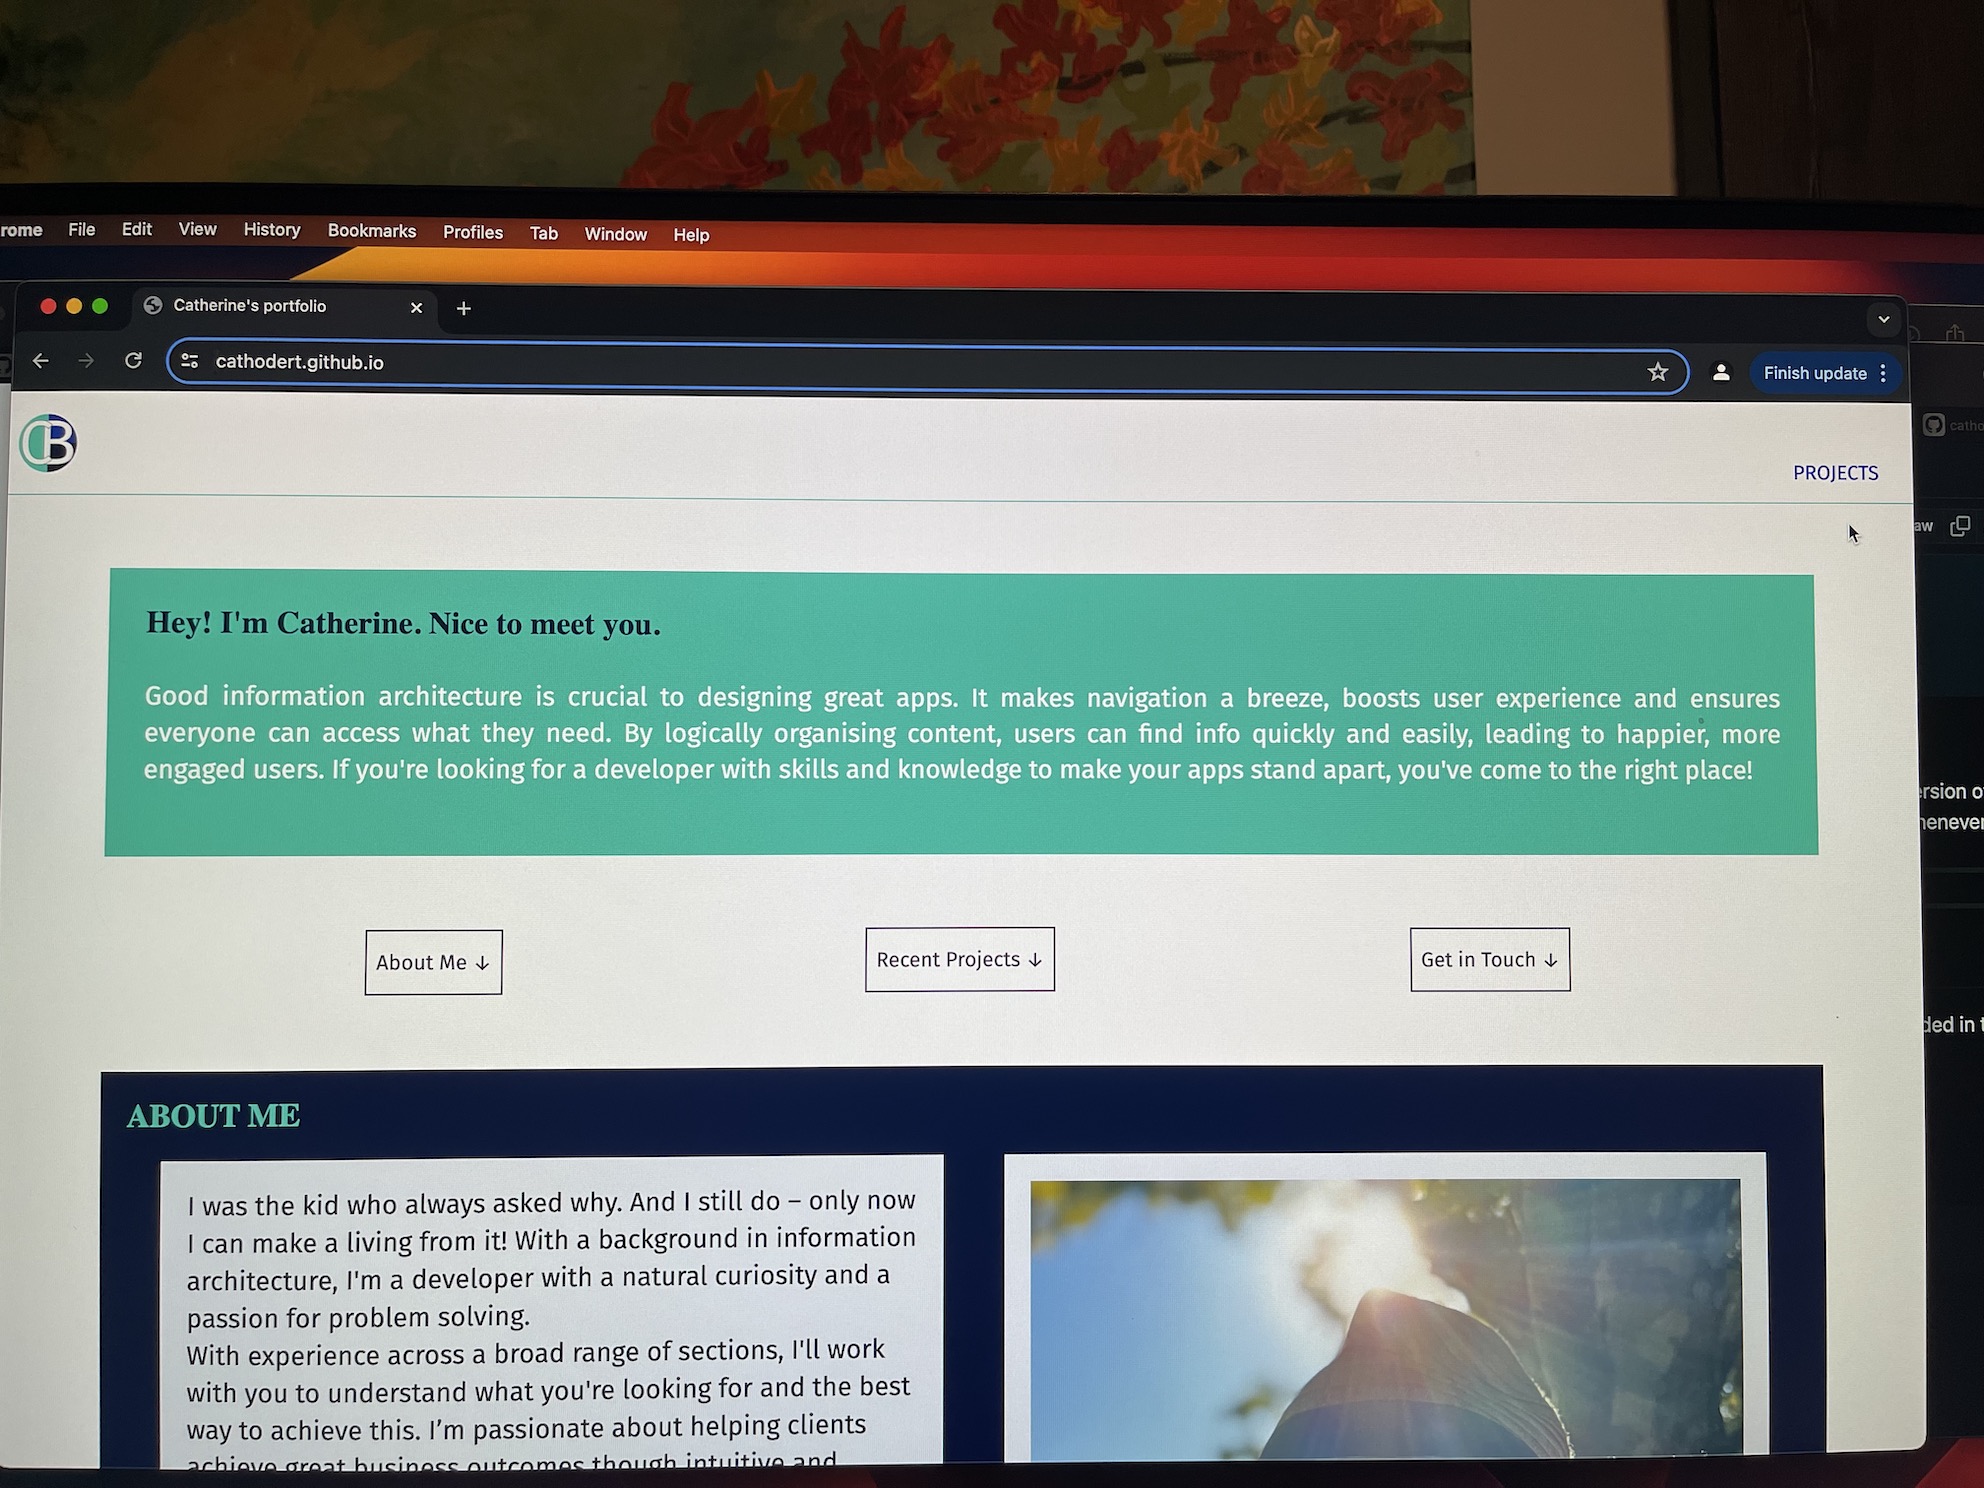 rome File Edit View History Bookmarks Profiles Tab Window Help
Catherine's portfolio
cathodert.github.io
Finish update
CB
PROJECTS
catho
aw
Hey! I'm Catherine. Nice to meet you.
Good information architecture is crucial to designing great apps. It makes navigation a breeze, boosts user experience and ensures
everyone can access what they need. By logically organising content, users can find info quickly and easily, leading to happier, more
engaged users. If you're looking for a developer with skills and knowledge to make your apps stand apart, you've come to the right place!
rsion o
henever
ded in t
About Me ↓
Recent Projects ↓
Get in Touch ↓
ABOUT ME
I was the kid who always asked why. And I still do – only now
I can make a living from it! With a background in information
architecture, I'm a developer with a natural curiosity and a
passion for problem solving.
With experience across a broad range of sections, I'll work
with you to understand what you're looking for and the best
way to achieve this. I'm passionate about helping clients
achieve great business outcomes though intuitive and